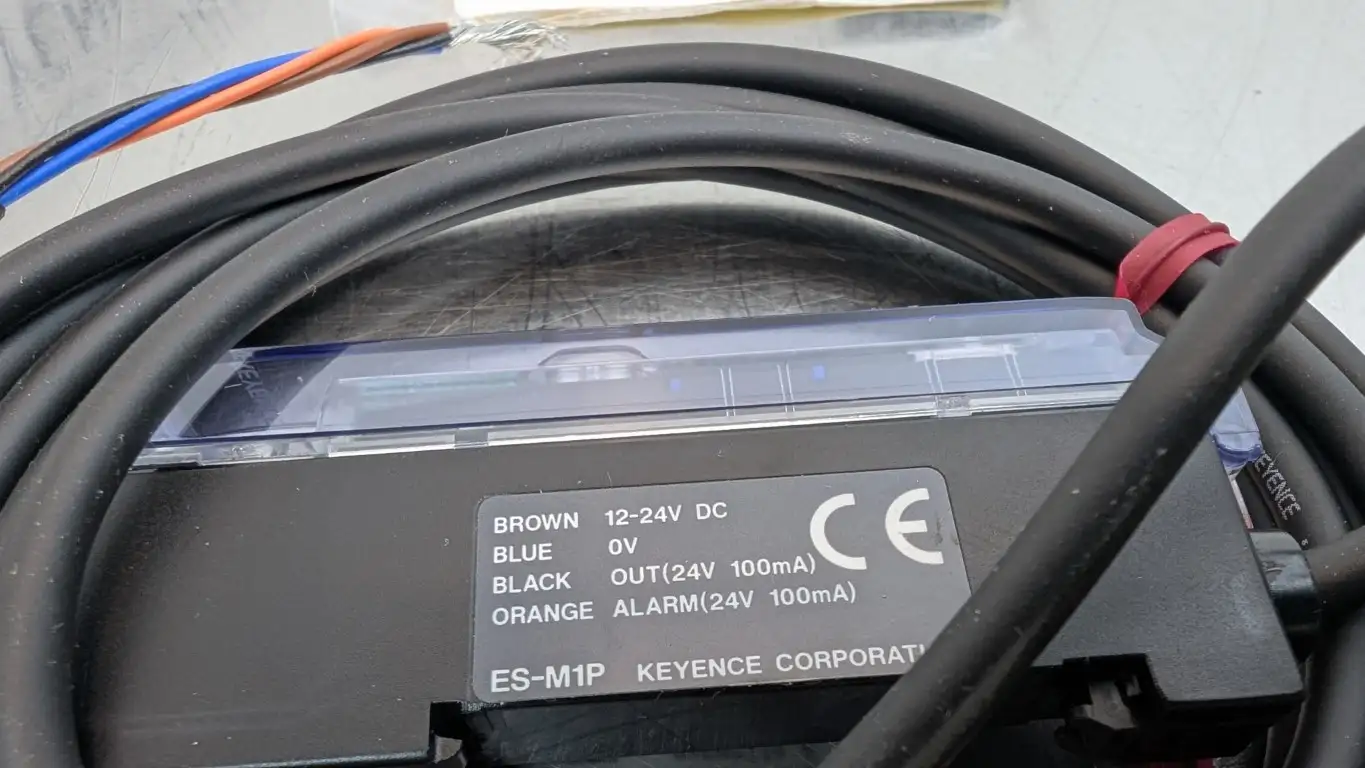 BROWN 12-24V DC
BLUE 0V
BLACK OUT(24V 100mA)
ORANGE ALARM(24V 100mA)
CE
ES-M1P KEYENCE
KEYENCE